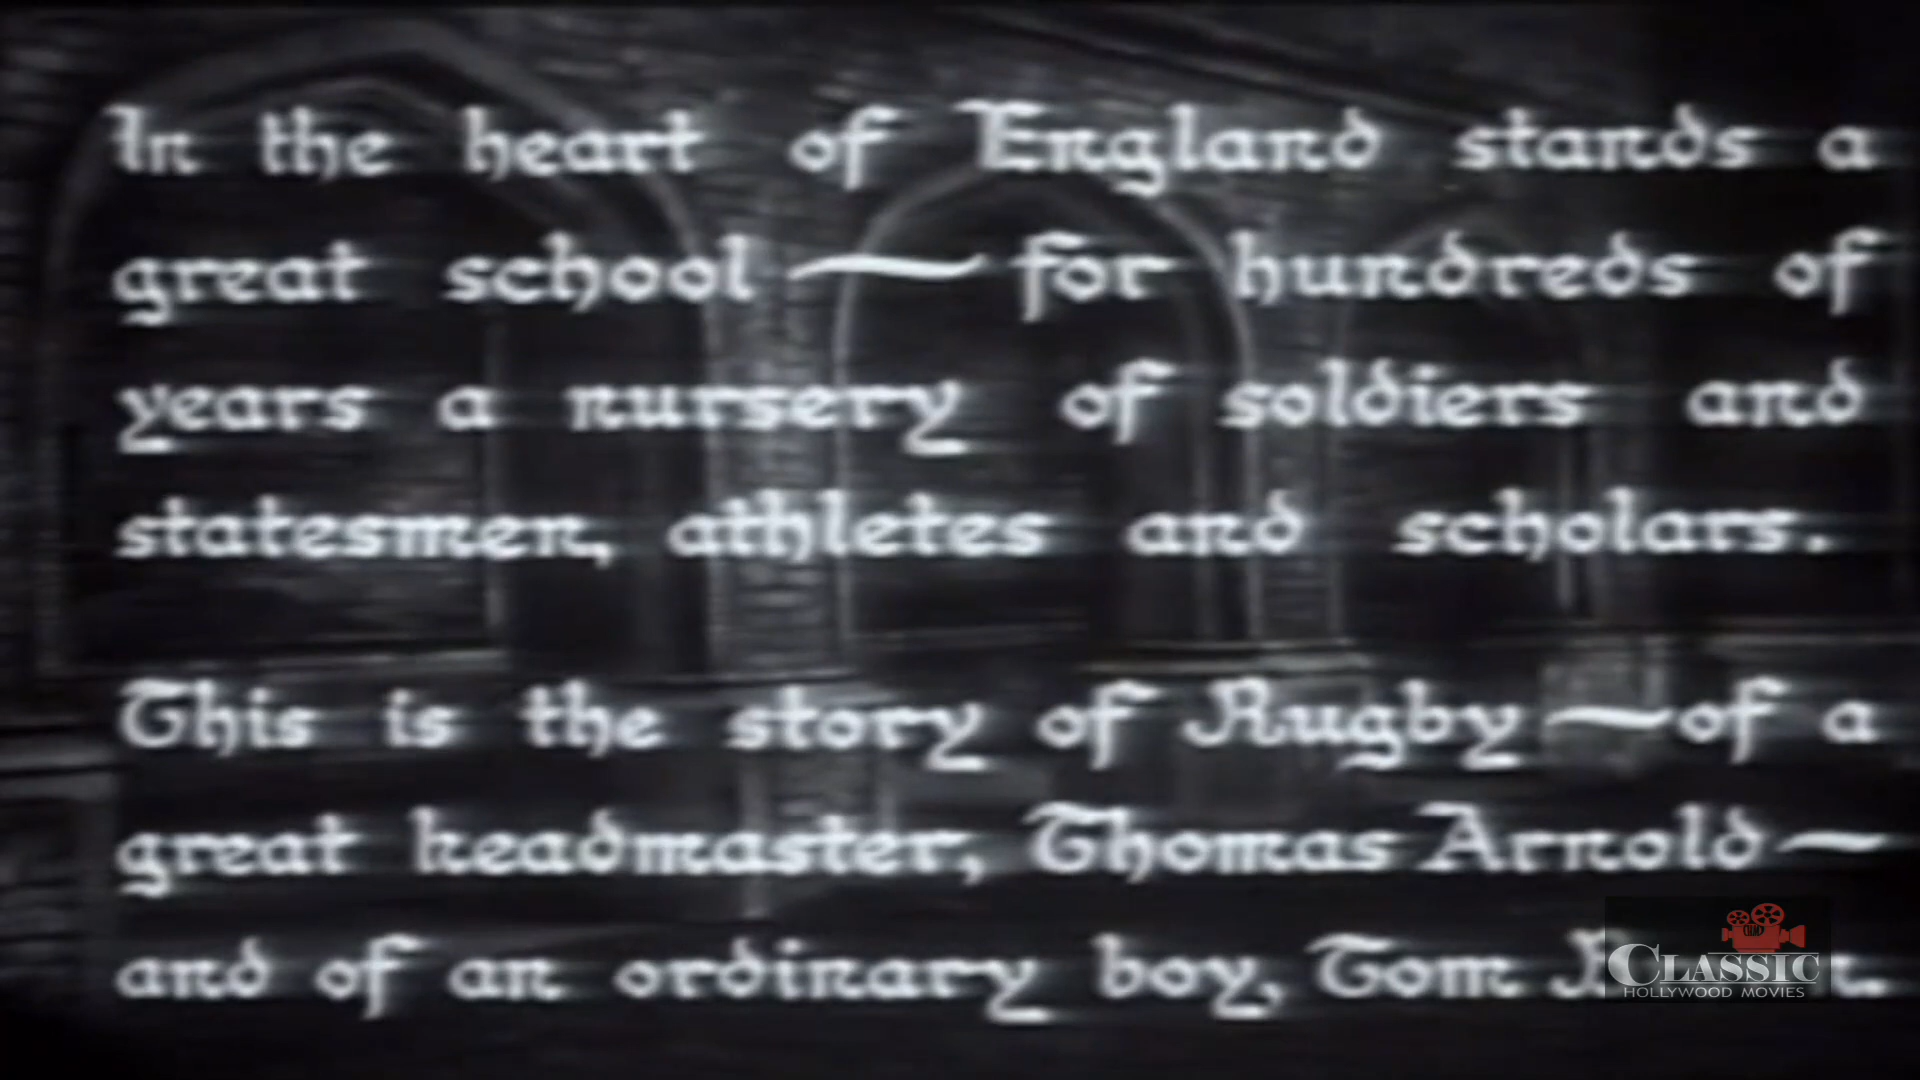 In the heart of England stands a
great school — for hundreds of
years a nursery of soldiers and
statesmen, athletes and scholars.
This is the story of Rugby — of a
great headmaster, Thomas Arnold —
and of an ordinary boy, Tom
CLASSIC
HOLLYWOOD MOVIES